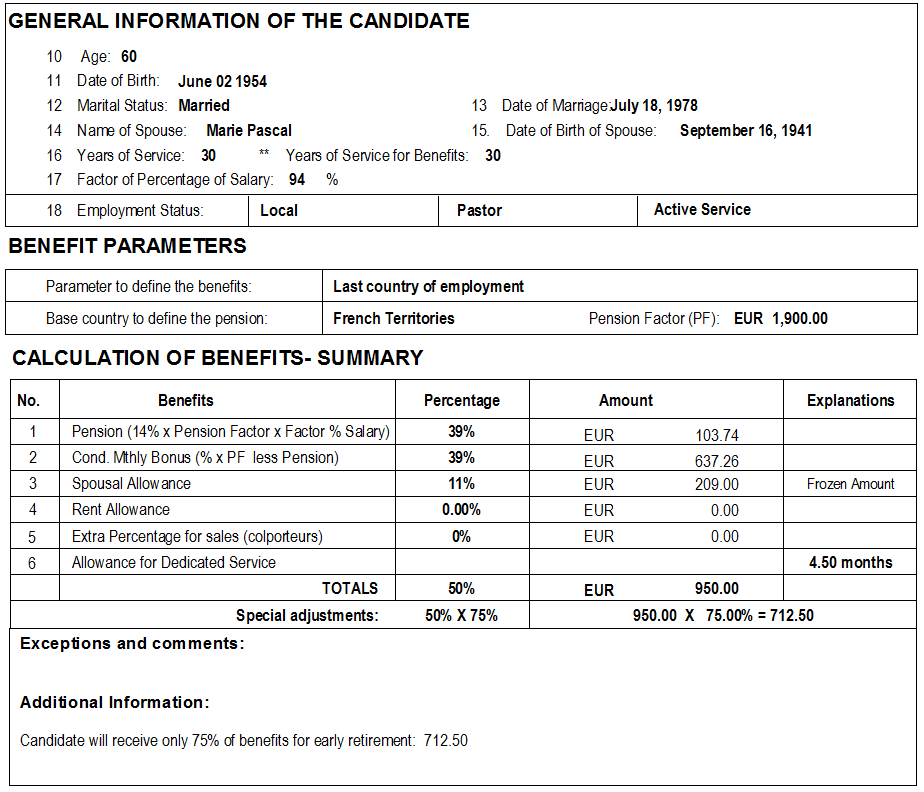 GENERAL INFORMATION OF THE CANDIDATE
10 Age: 60
11 Date of Birth: June 02 1954
12 Marital Status: Married 13 Date of Marriage:July 18, 1978
14 Name of Spouse: Marie Pascal 15. Date of Birth of Spouse: September 16, 1941
16 Years of Service: 30 ** Years of Service for Benefits: 30
17 Factor of Percentage of Salary: 94 %
18 Employment Status: Local Pastor Active Service
BENEFIT PARAMETERS
Parameter to define the benefits: Last country of employment
Base country to define the pension: French Territories Pension Factor (PF): EUR 1,900.00
CALCULATION OF BENEFITS- SUMMARY
No. Benefits Percentage Amount Explanations
1 Pension (14% x Pension Factor x Factor % Salary) 39% EUR 103.74
2 Cond. Mthly Bonus (% x PF less Pension) 39% EUR 637.26
3 Spousal Allowance 11% EUR 209.00 Frozen Amount
4 Rent Allowance 0.00% EUR 0.00
5 Extra Percentage for sales (colporteurs) 0% EUR 0.00
6 Allowance for Dedicated Service 4.50 months
TOTALS 50% EUR 950.00
Special adjustments: 50% X 75% 950.00 X 75.00% = 712.50
Exceptions and comments:
Additional Information:
Candidate will receive only 75% of benefits for early retirement: 712.50